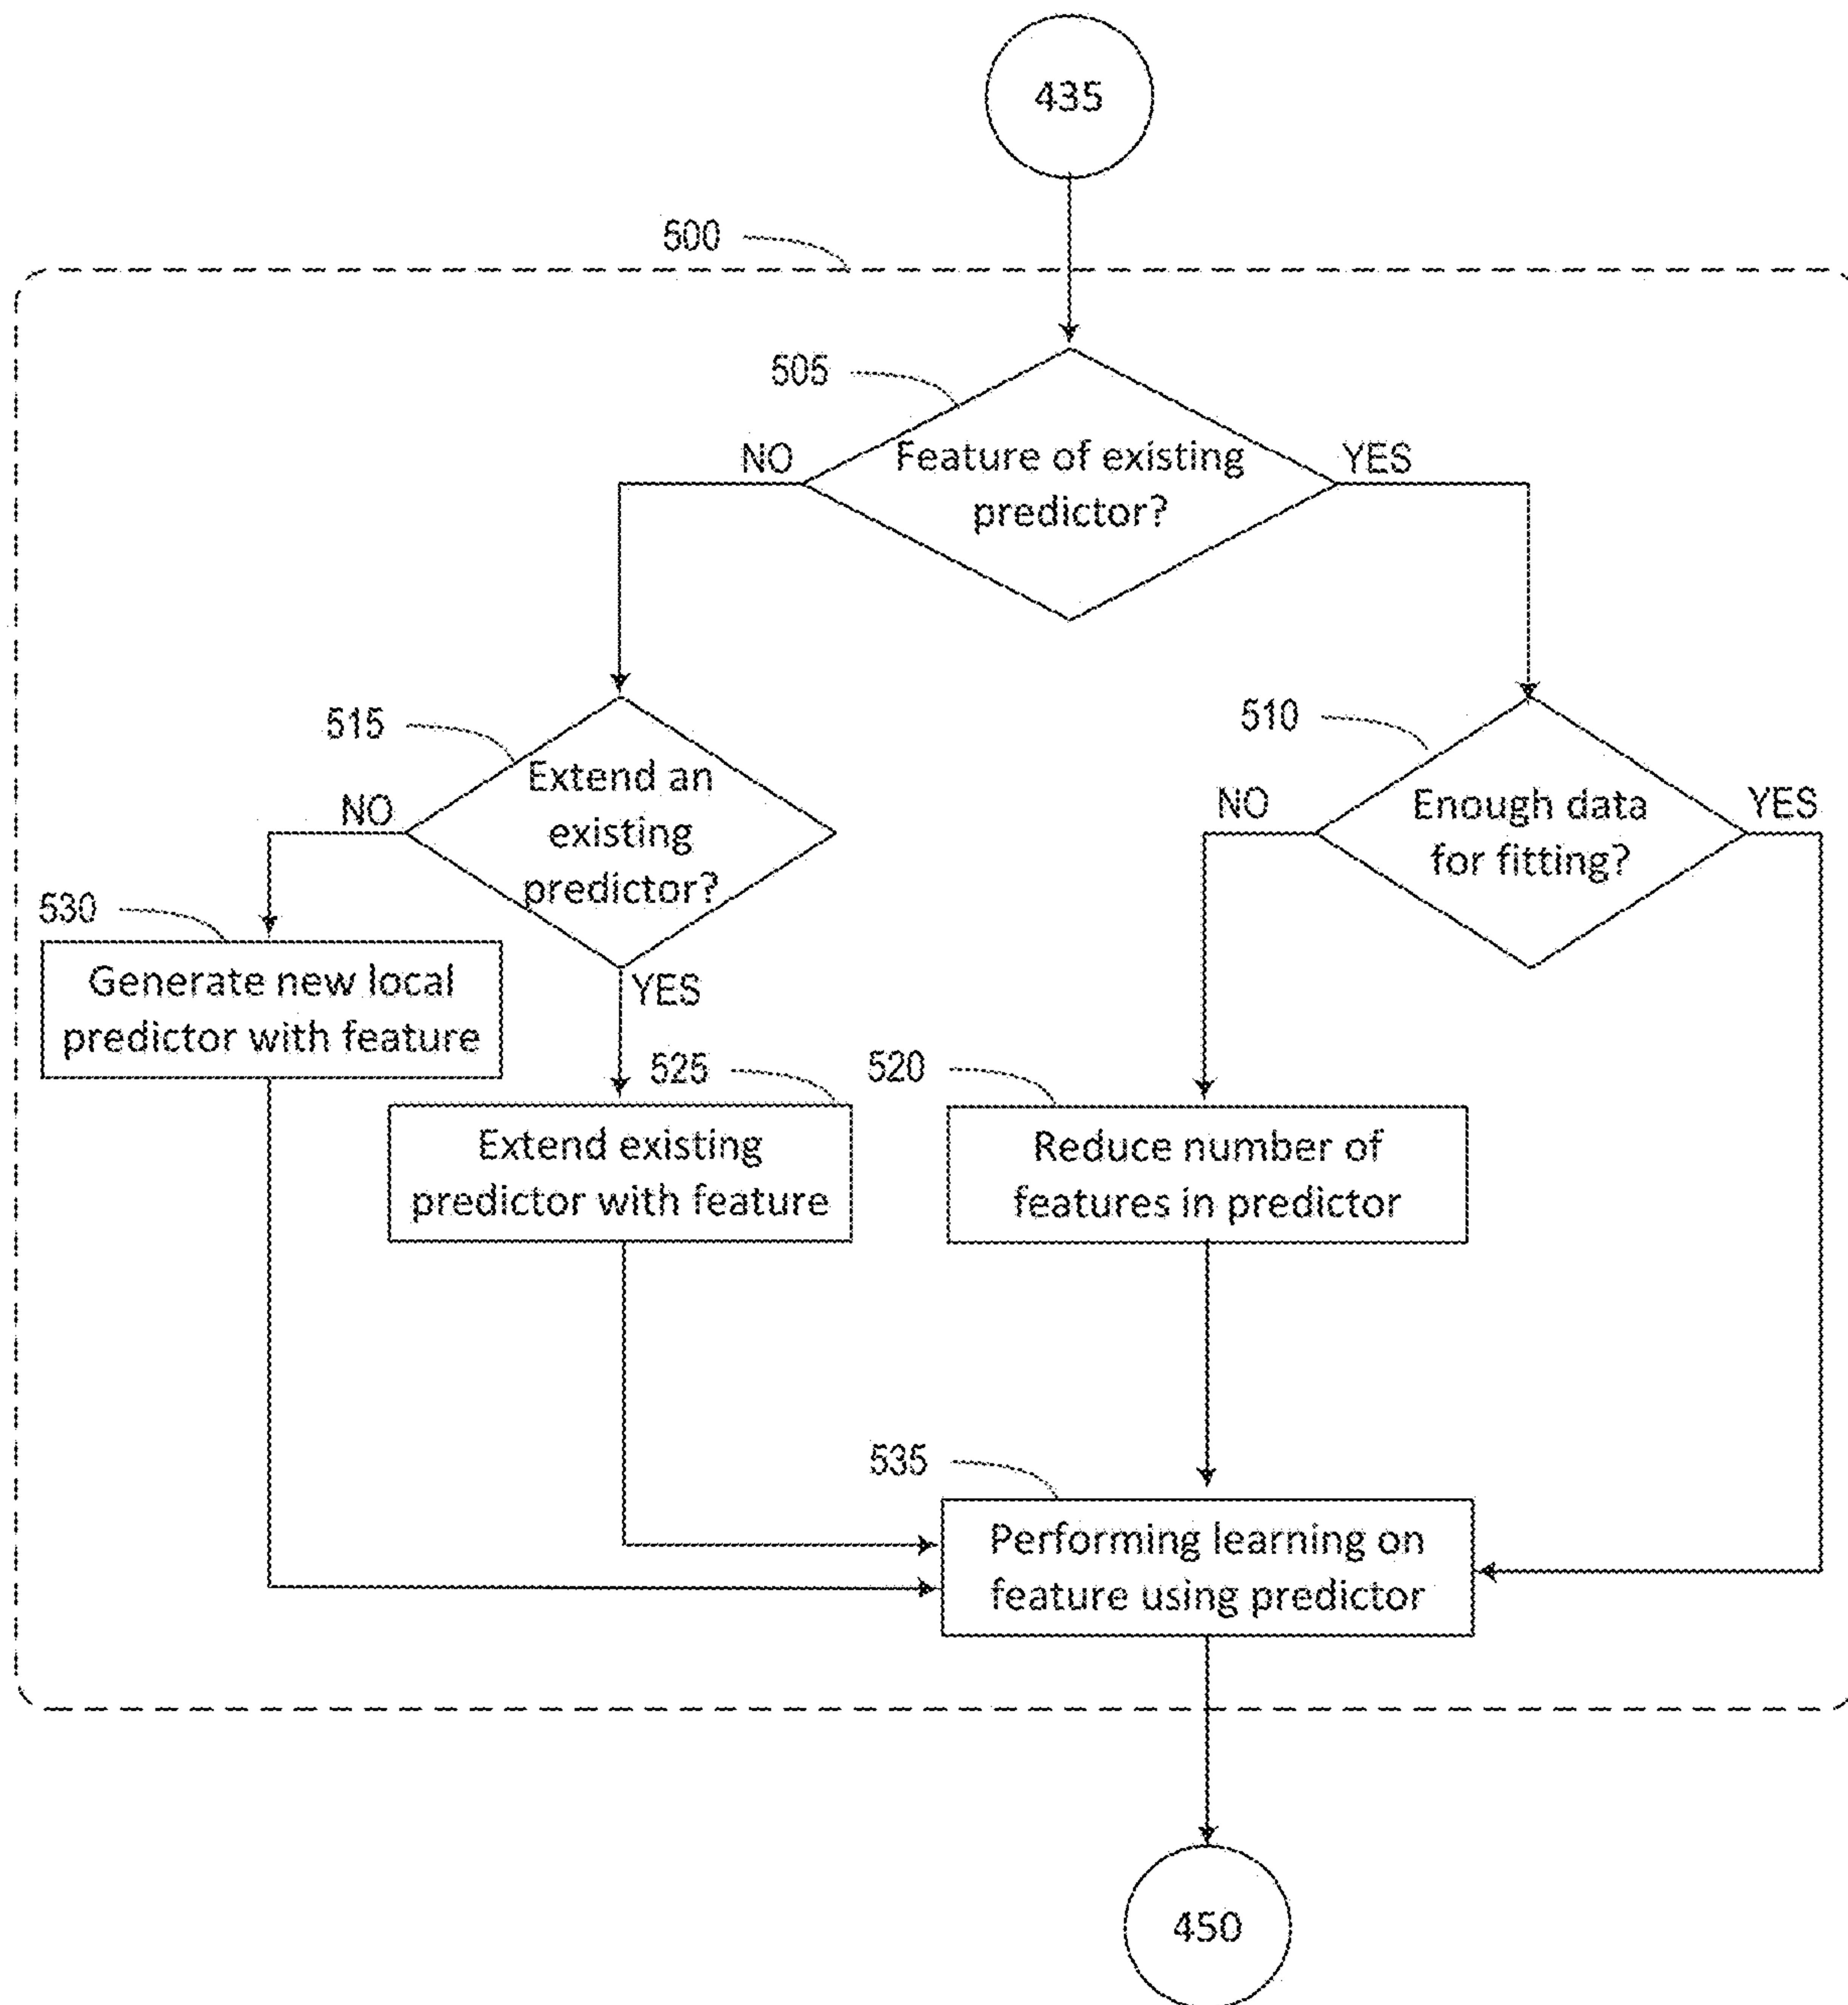 435
500
505
NO
Feature of existing
predictor?
YES
515
Extend an
existing
predictor?
NO
YES
510
Enough data
for fitting?
NO
YES
530
Generate new local
predictor with feature
525
Extend existing
predictor with feature
520
Reduce number of
features in predictor
535
Performing learning on
feature using predictor
450